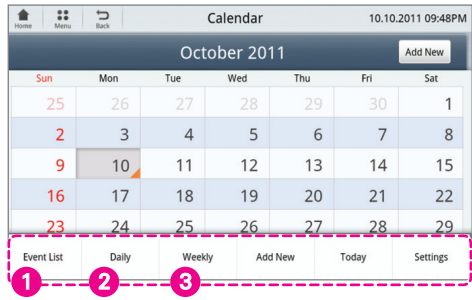 Home Menu Back Calendar 10.10.2011 09:48PM
October 2011 Add New
Sun Mon Tue Wed Thu Fri Sat
25 26 27 28 29 30 1
2 3 4 5 6 7 8
9 10 11 12 13 14 15
16 17 18 19 20 21 22
23 24 25 26 27 28 29
Event List Daily Weekly Add New Today Settings
1 2 3